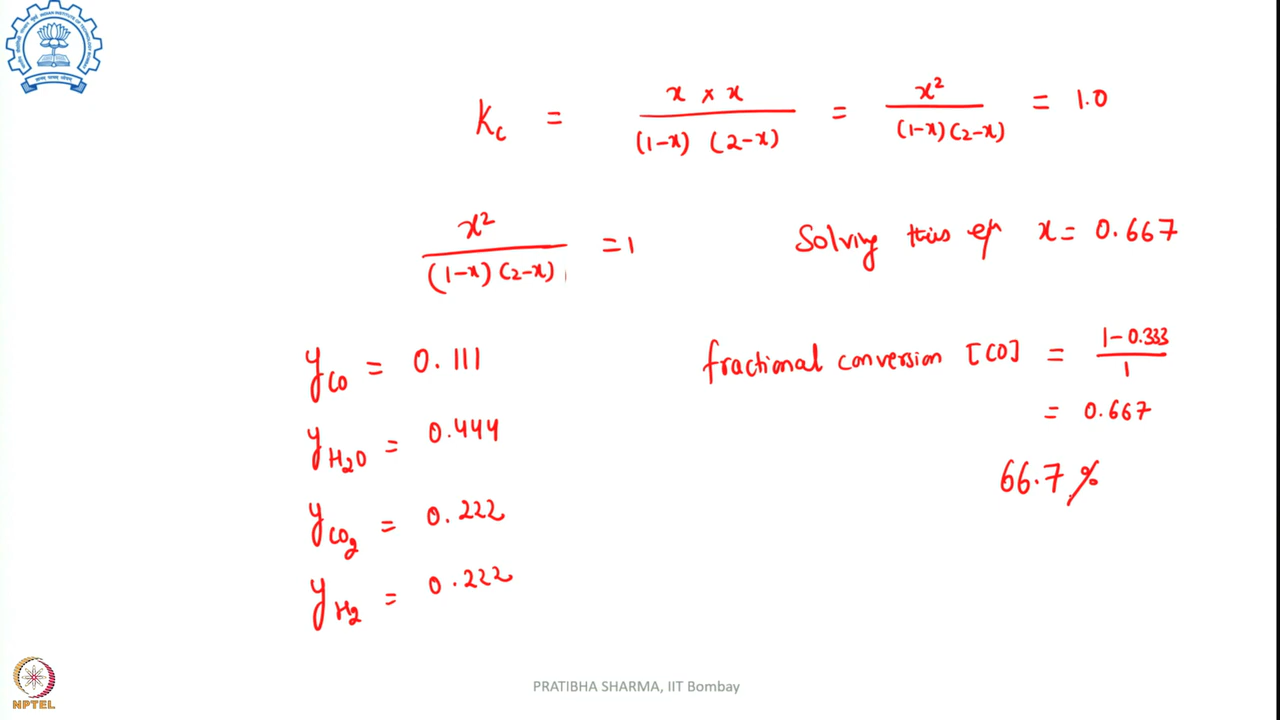 K_c = x × x / (1-x) (2-x) = x² / (1-x)(2-x) = 1.0
x² / (1-x)(2-x) = 1
Solving this eq x = 0.667
y_CO = 0.111
y_H₂O = 0.444
y_CO₂ = 0.222
y_H₂ = 0.222
fractional conversion [CO] = 1-0.333 / 1
= 0.667
66.7 %
NPTEL
PRATIBHA SHARMA, IIT Bombay